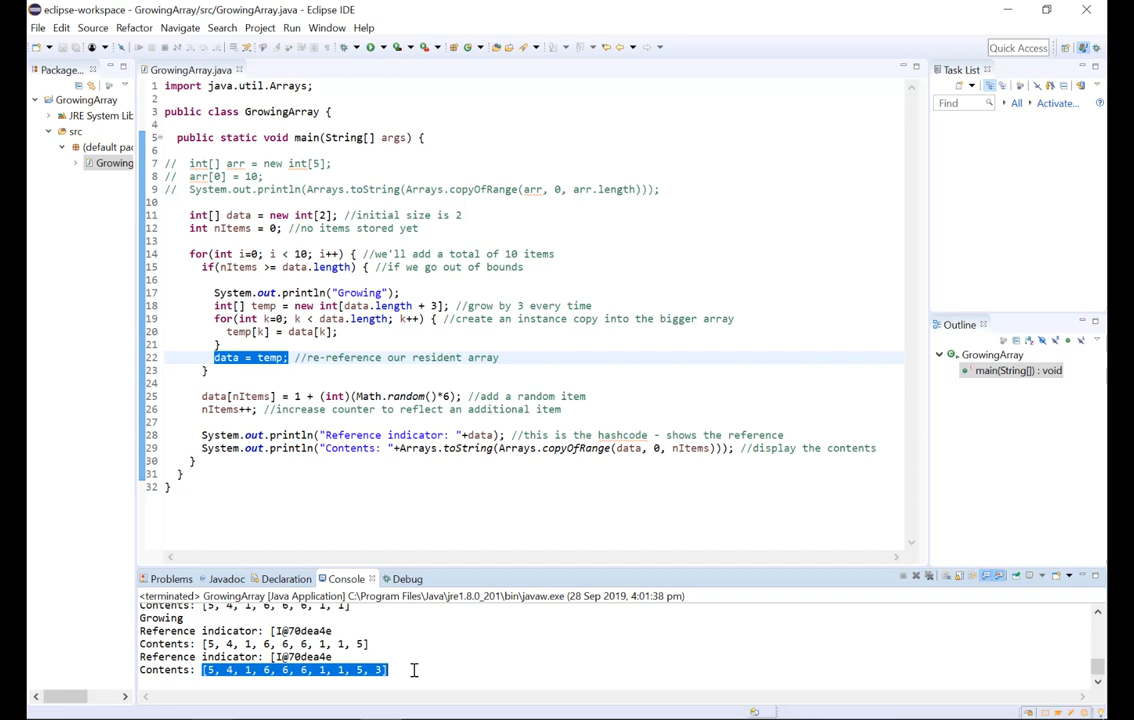 eclipse-workspace - GrowingArray/src/GrowingArray.java - Eclipse IDE
File Edit Source Refactor Navigate Search Project Run Window Help
Quick Access
Package...
GrowingArray.java
Task List
GrowingArray
JRE System Lib
src
(default pac
Growing
Find
All
Activate...
1 import java.util.Arrays;
2
3 public class GrowingArray {
4
5 public static void main(String[] args) {
6
7 // int[] arr = new int[5];
8 // arr[0] = 10;
9 // System.out.println(Arrays.toString(Arrays.copyOfRange(arr, 0, arr.length)));
10
11 int[] data = new int[2]; //initial size is 2
12 int nItems = 0; //no items stored yet
13
14 for(int i=0; i < 10; i++) { //we'll add a total of 10 items
15 if(nItems >= data.length) { //if we go out of bounds
16
17 System.out.println("Growing");
18 int[] temp = new int[data.length + 3]; //grow by 3 every time
19 for(int k=0; k < data.length; k++) { //create an instance copy into the bigger array
20 temp[k] = data[k];
21 }
22 data = temp; //re-reference our resident array
23 }
24
25 data[nItems] = 1 + (int)(Math.random()*6); //add a random item
26 nItems++; //increase counter to reflect an additional item
27
28 System.out.println("Reference indicator: "+data); //this is the hashcode - shows the reference
29 System.out.println("Contents: "+Arrays.toString(Arrays.copyOfRange(data, 0, nItems))); //display the contents
30 }
31 }
32 }
Outline
GrowingArray
main(String[]) : void
Problems Javadoc Declaration Console Debug
<terminated> GrowingArray [Java Application] C:\Program Files\Java\jre1.8.0_201\bin\javaw.exe (28 Sep 2019, 4:01:38 pm)
Contents: [5, 4, 1, 6, 6, 6, 1, 1]
Growing
Reference indicator: [I@70dea4e
Contents: [5, 4, 1, 6, 6, 6, 1, 1, 5]
Reference indicator: [I@70dea4e
Contents: [5, 4, 1, 6, 6, 6, 1, 1, 5, 3]